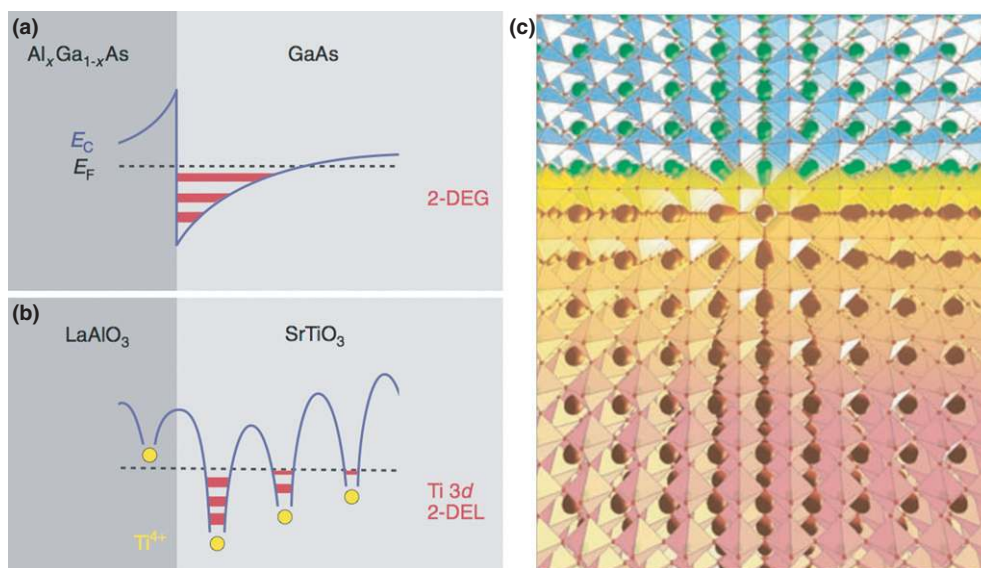 (a)
AlxGa1-xAs
GaAs
EC
EF
2-DEG
(b)
LaAlO3
SrTiO3
Ti 3d
2-DEL
Ti4+
(c)